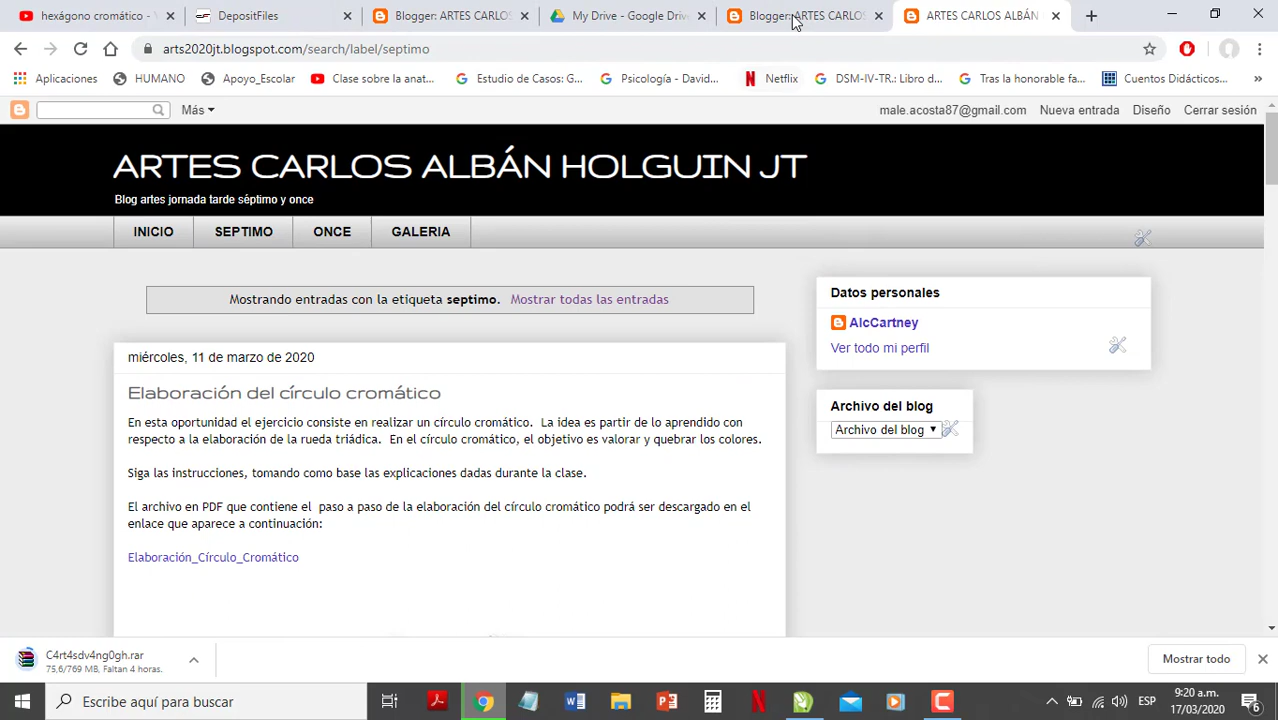 hexágono cromático - 
DepositFiles
Blogger: ARTES CARLOS
My Drive - Google Drive
Blogger: ARTES CARLOS
ARTES CARLOS ALBÁN
arts2020jt.blogspot.com/search/label/septimo
Aplicaciones
HUMANO
Apoyo_Escolar
Clase sobre la anat...
Estudio de Casos: G...
Psicología - David...
Netflix
DSM-IV-TR.: Libro d...
Tras la honorable fa...
Cuentos Didácticos...
»
Más
male.acosta87@gmail.com
Nueva entrada
Diseño
Cerrar sesión
ARTES CARLOS ALBÁN HOLGUIN JT
Blog artes jornada tarde séptimo y once
INICIO
SEPTIMO
ONCE
GALERIA
Mostrando entradas con la etiqueta septimo. Mostrar todas las entradas
Datos personales
AlcCartney
Ver todo mi perfil
Archivo del blog
Archivo del blog
miércoles, 11 de marzo de 2020
Elaboración del círculo cromático
En esta oportunidad el ejercicio consiste en realizar un círculo cromático. La idea es partir de lo aprendido con
respecto a la elaboración de la rueda triádica. En el círculo cromático, el objetivo es valorar y quebrar los colores.
Siga las instrucciones, tomando como base las explicaciones dadas durante la clase.
El archivo en PDF que contiene el paso a paso de la elaboración del círculo cromático podrá ser descargado en el
enlace que aparece a continuación:
Elaboración_Círculo_Cromático
C4rt4sdv4ng0gh.rar
75,6/769 MB, Faltan 4 horas.
Mostrar todo
Escribe aquí para buscar
ESP
9:20 a.m.
17/03/2020
6